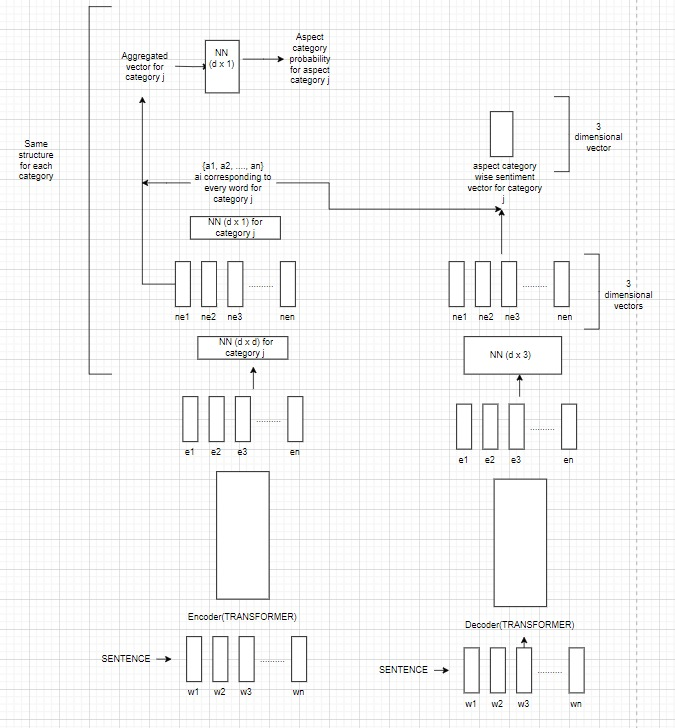 Aspect
category
probability
for aspect
category j
Aggregated
vector for
category j
NN
(d x 1)
3
dimensional
vector
Same
structure
for each
category
{a1, a2, ...., an}
ai corresponding to
every word for
category j
aspect category
wise sentiment
vector for category
j
NN (d x 1) for
category j
3
dimensional
vectors
ne1 ne2 ne3 ......... nen
ne1 ne2 ne3 ......... nen
NN (d x d) for
category j
NN (d x 3)
e1 e2 e3 ......... en
e1 e2 e3 ......... en
Encoder(TRANSFORMER)
Decoder(TRANSFORMER)
SENTENCE
w1 w2 w3 ......... wn
SENTENCE
w1 w2 w3 ......... wn